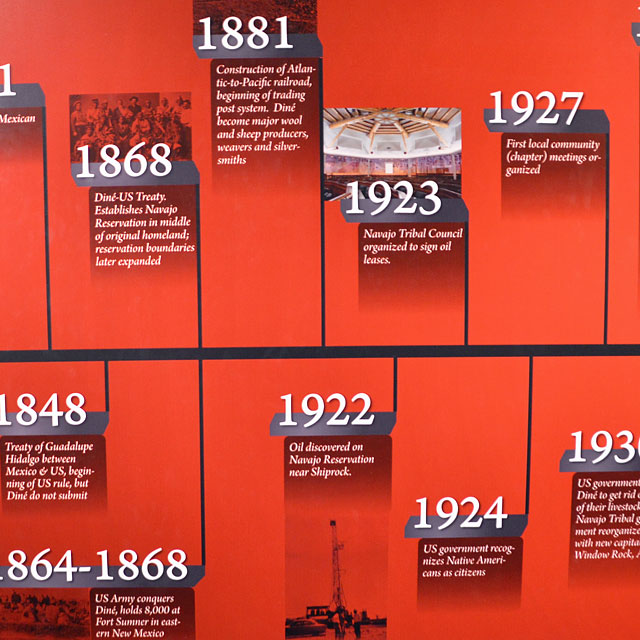 1
Mexican
1868
Diné-US Treaty.
Establishes Navajo
Reservation in middle
of original homeland;
reservation boundaries
later expanded
1881
Construction of Atlan-
tic-to-Pacific railroad,
beginning of trading
post system. Diné
become major wool
and sheep producers,
weavers and silver-
smiths
1923
Navajo Tribal Council
organized to sign oil
leases.
1927
First local community
(chapter) meetings or-
ganized
1848
Treaty of Guadalupe
Hidalgo between
Mexico & US, begin-
ning of US rule, but
Diné do not submit
1864-1868
US Army conquers
Diné, holds 8,000 at
Fort Sumner in east-
ern New Mexico
1922
Oil discovered on
Navajo Reservation
near Shiprock.
1924
US government recog-
nizes Native Ameri-
cans as citizens
193
US government
Diné to get rid
of their livestock
Navajo Tribal g
ment reorganize
with new capital
Window Rock, A